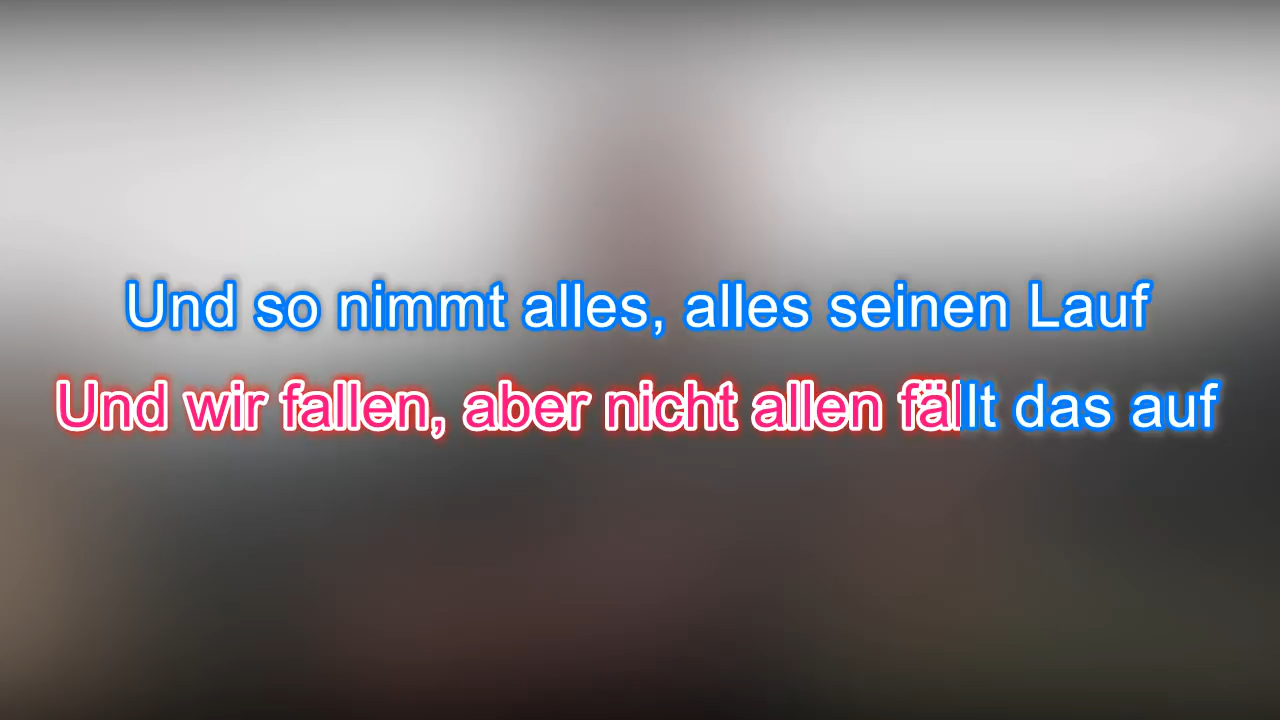 Und so nimmt alles, alles seinen Lauf
Und wir fallen, aber nicht allen fällt das auf